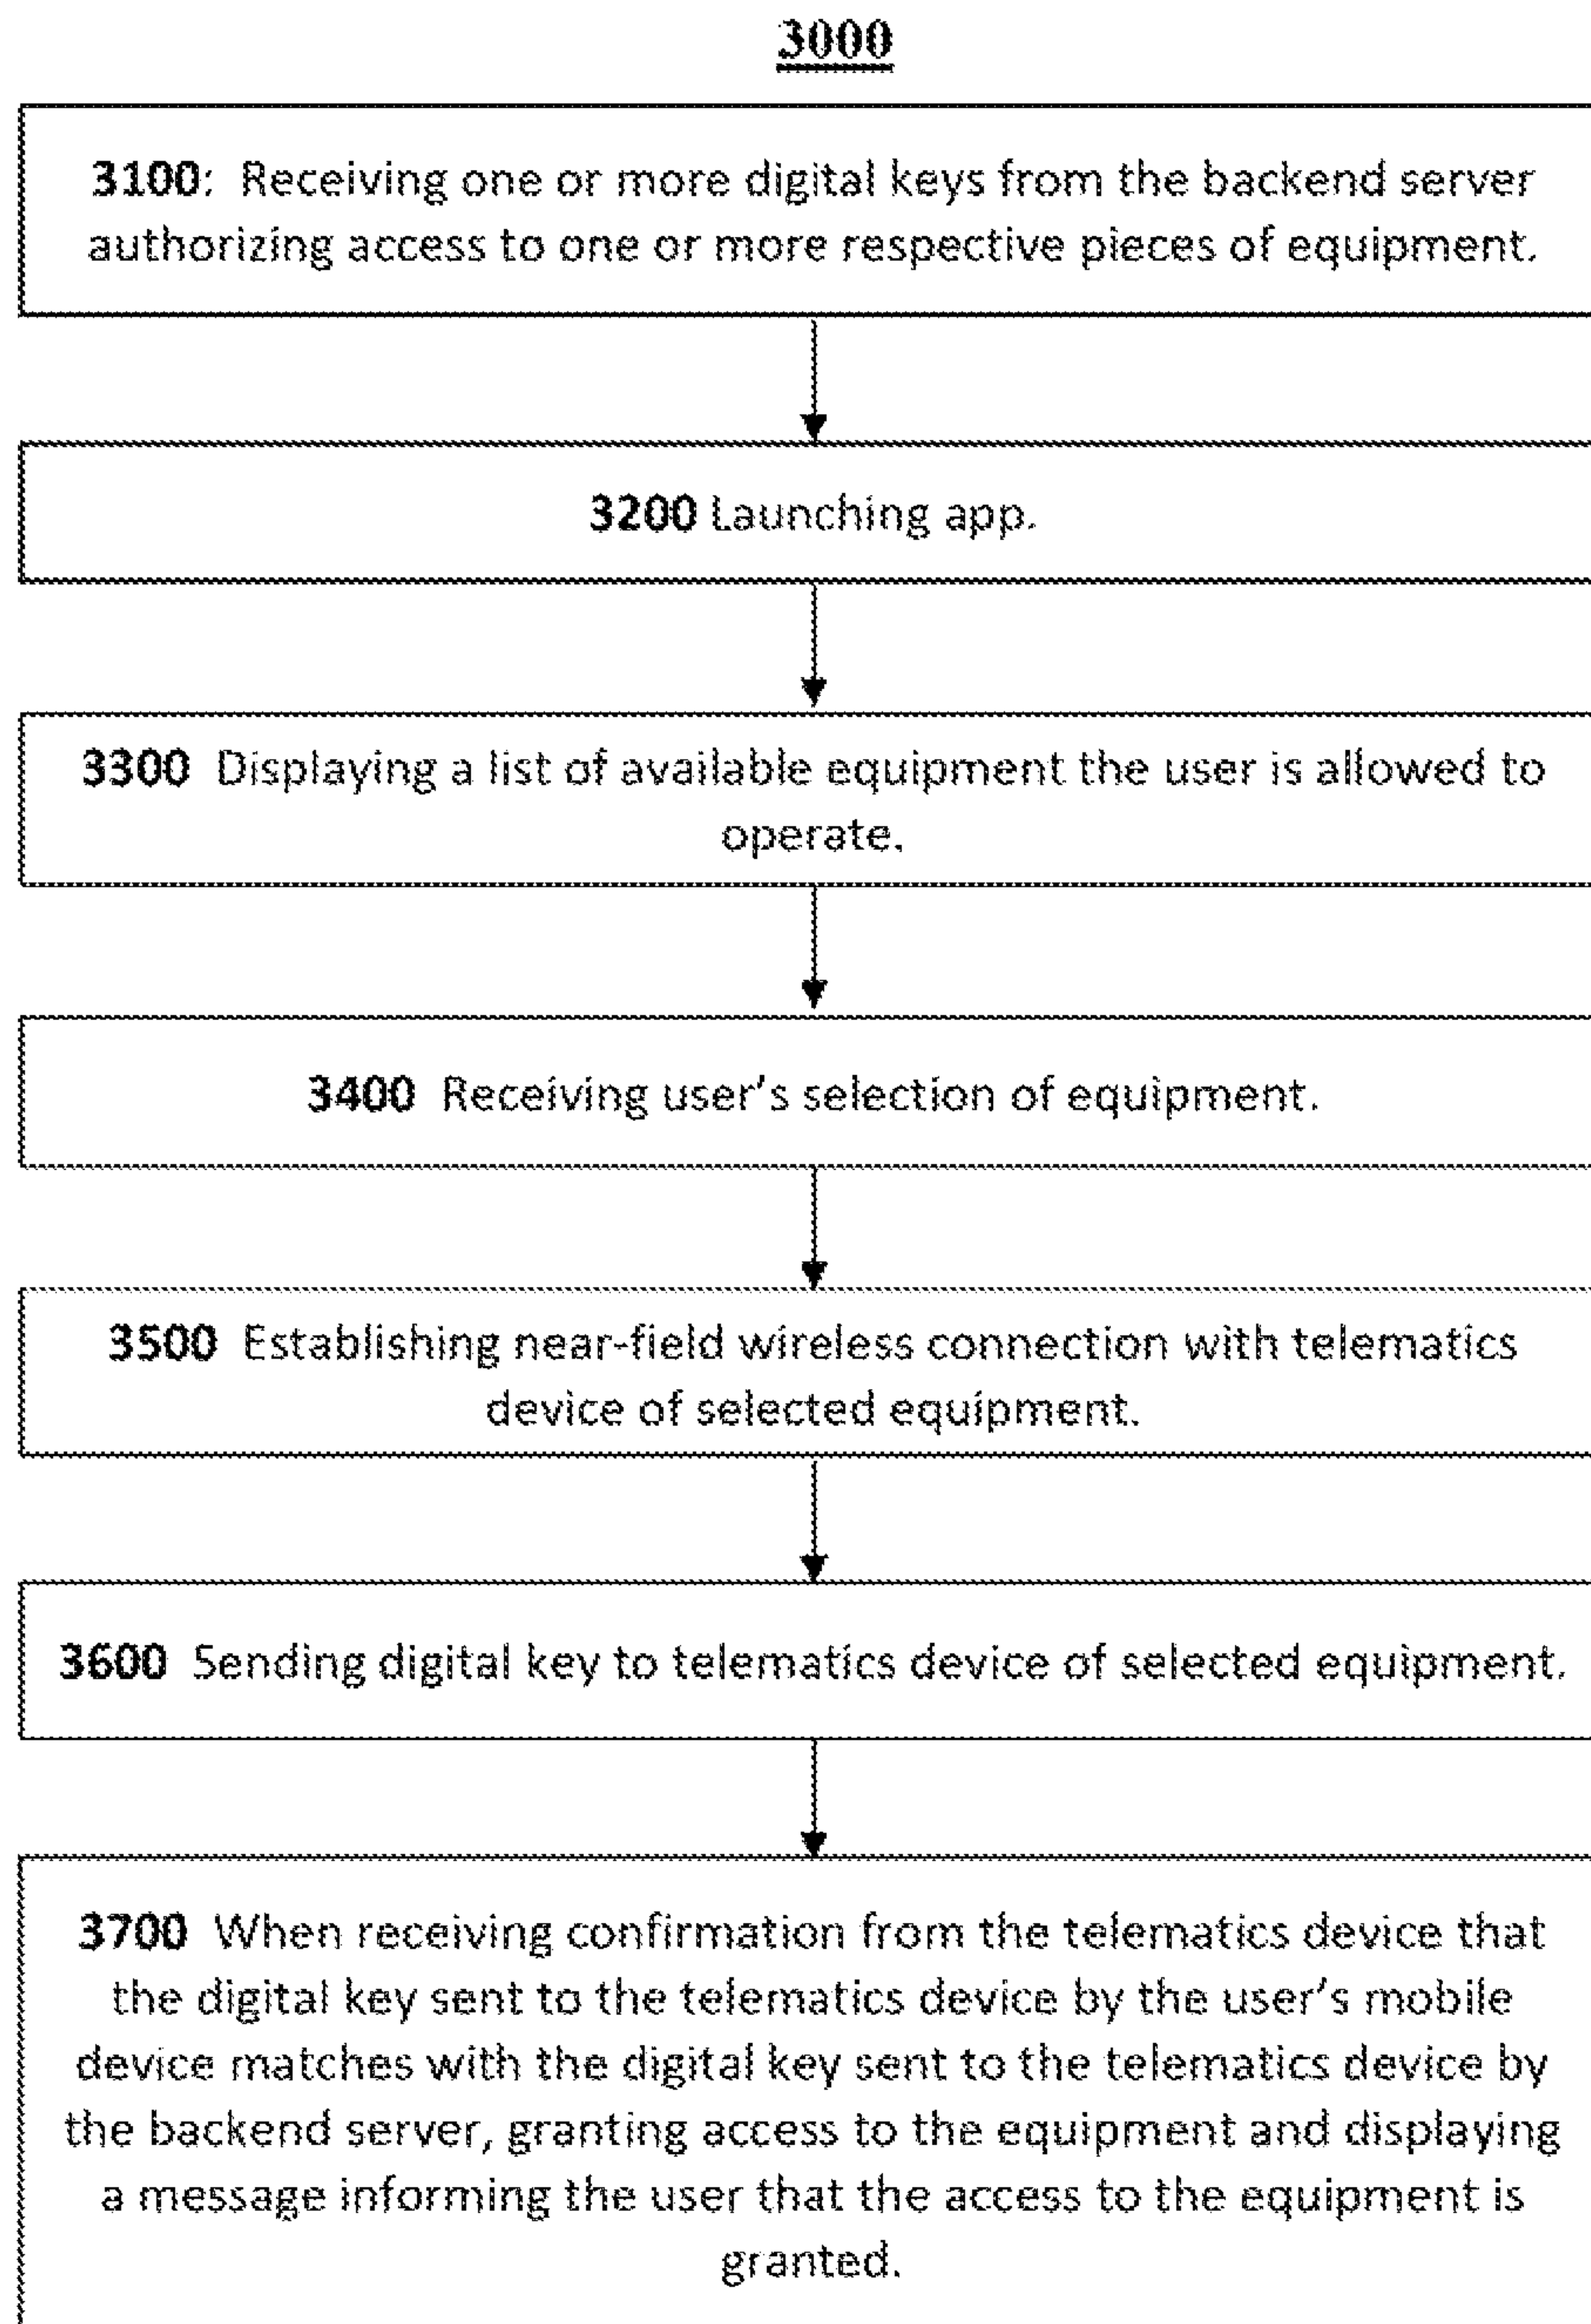 3000
3100: Receiving one or more digital keys from the backend server
authorizing access to one or more respective pieces of equipment.
3200 Launching app.
3300 Displaying a list of available equipment the user is allowed to
operate.
3400 Receiving user's selection of equipment.
3500 Establishing near-field wireless connection with telematics
device of selected equipment.
3600 Sending digital key to telematics device of selected equipment.
3700 When receiving confirmation from the telematics device that
the digital key sent to the telematics device by the user's mobile
device matches with the digital key sent to the telematics device by
the backend server, granting access to the equipment and displaying
a message informing the user that the access to the equipment is
granted.